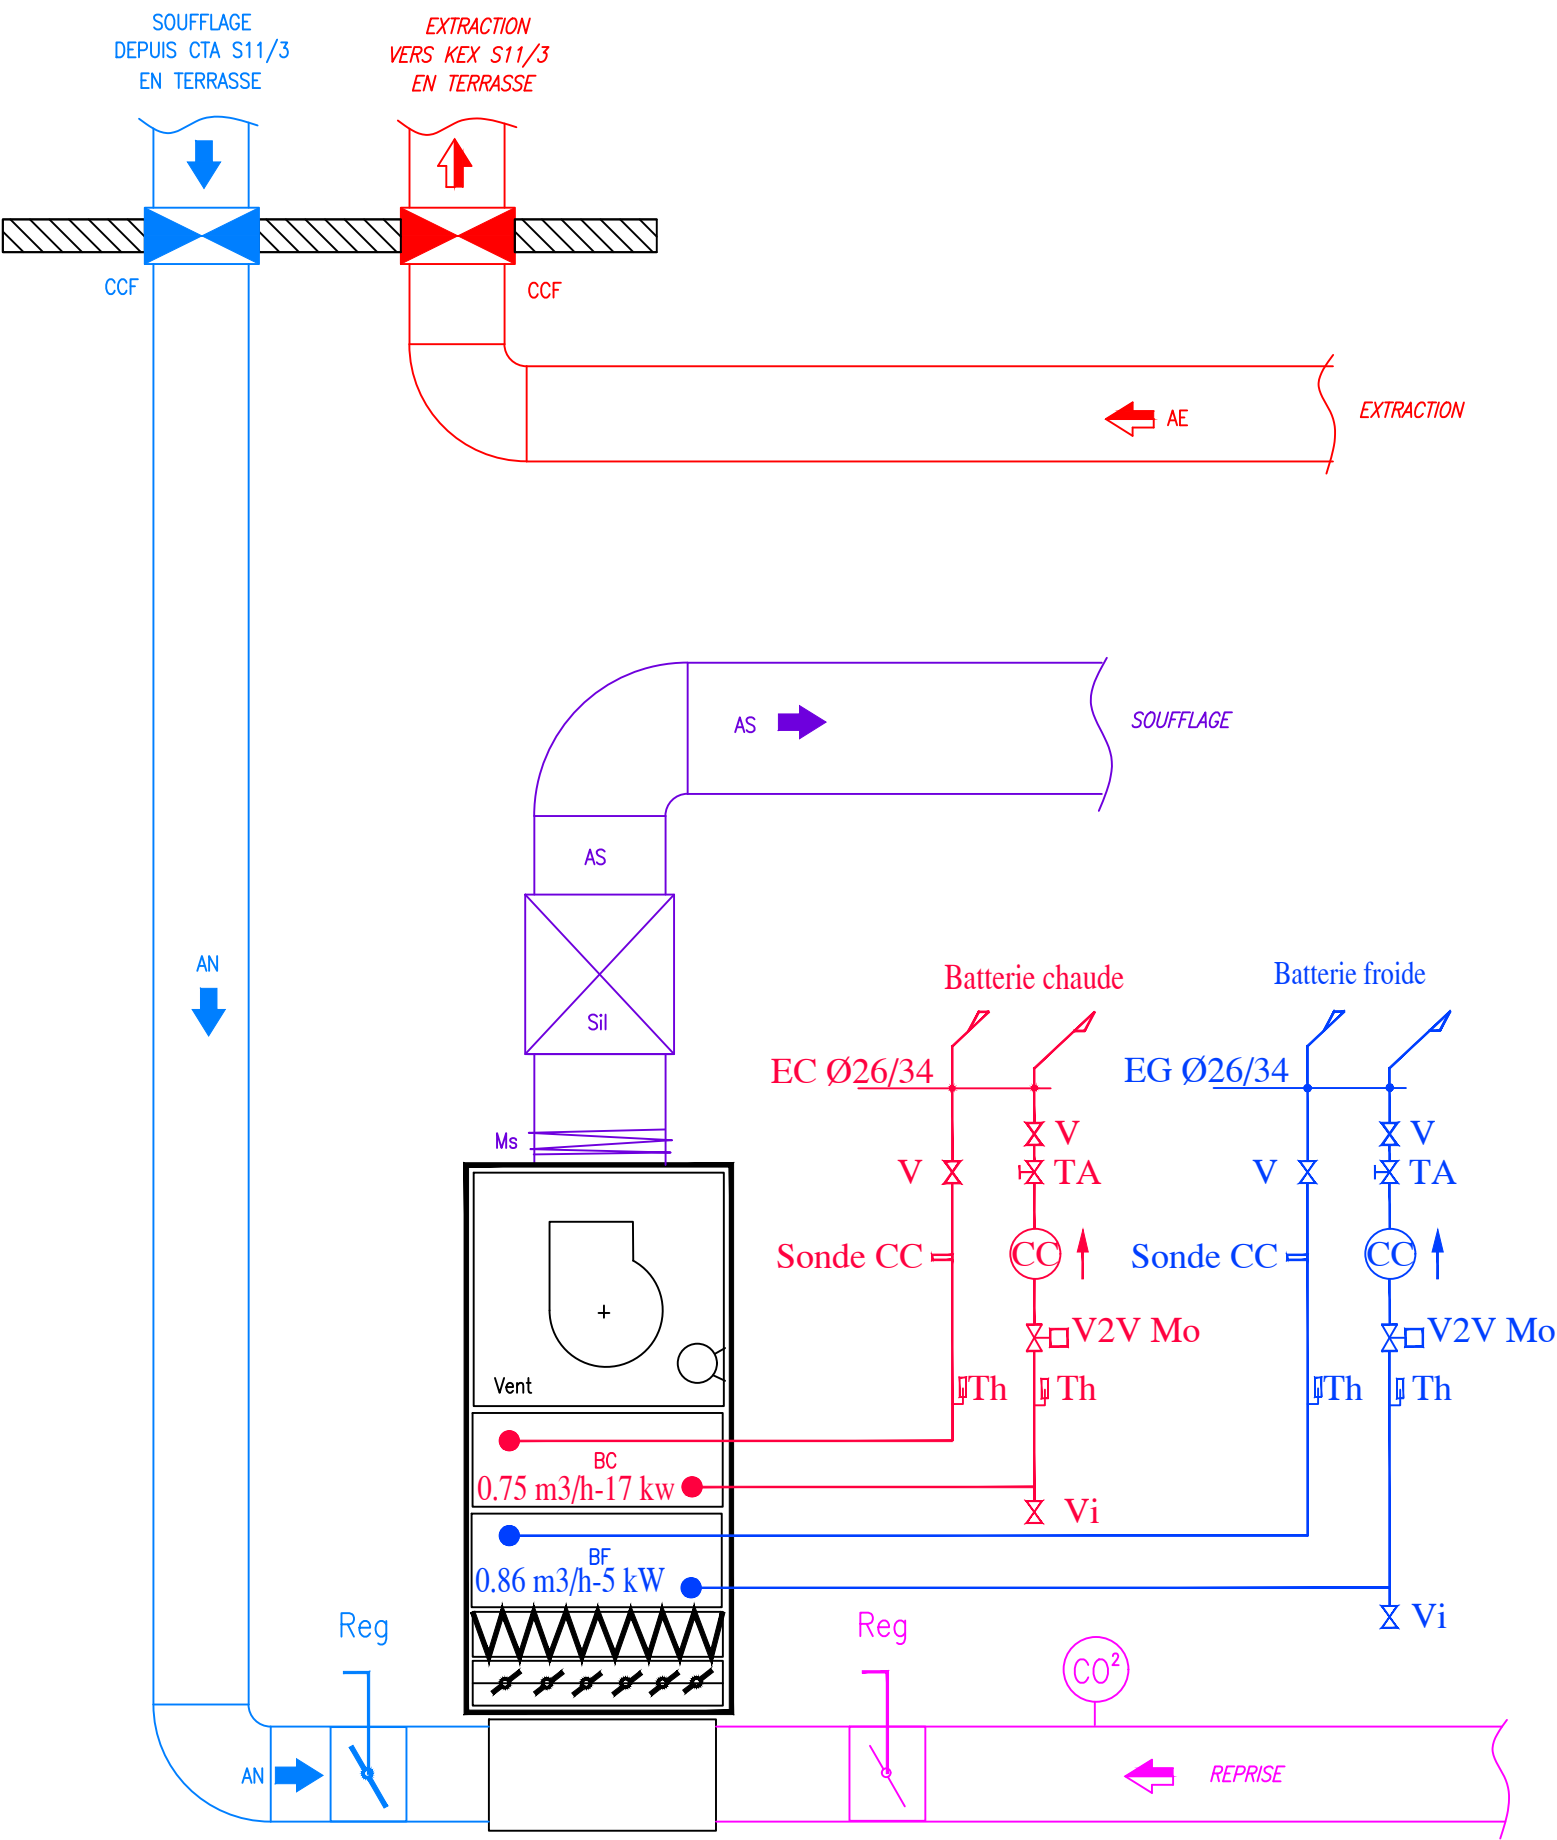 SOUFFLAGE
DEPUIS CTA S11/3
EN TERRASSE
EXTRACTION
VERS KEX S11/3
EN TERRASSE
CCF
CCF
AE
EXTRACTION
AS
SOUFFLAGE
AS
AN
Sil
Batterie chaude
Batterie froide
EC Ø26/34
EG Ø26/34
Ms
V
V
V
TA
V
TA
Sonde CC
CC
Sonde CC
CC
V2V Mo
V2V Mo
Vent
Th
Th
Th
Th
BC
0.75 m3/h-17 kw
Vi
BF
0.86 m3/h-5 kW
Vi
Reg
Reg
CO²
AN
REPRISE